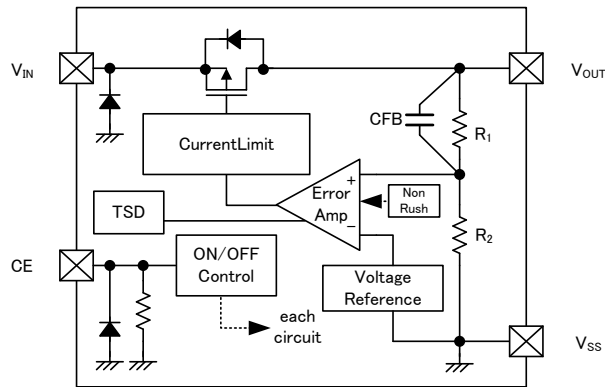 VIN
VOUT
CFB
R1
CurrentLimit
+
Error
Amp
−
Non
Rush
TSD
R2
CE
ON/OFF
Control
Voltage
Reference
each
circuit
VSS